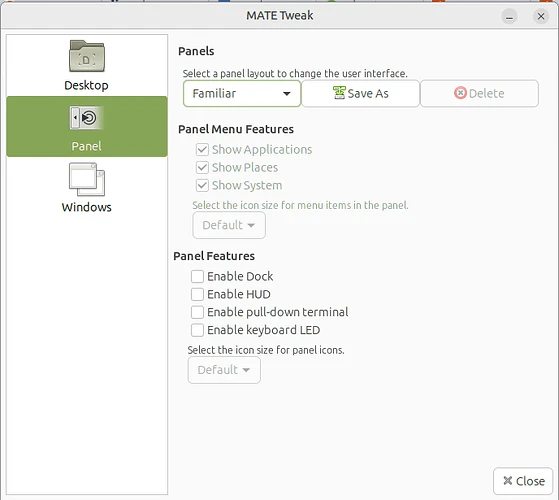 MATE Tweak
Desktop
Panel
Windows
Panels
Select a panel layout to change the user interface.
Familiar
Save As
Delete
Panel Menu Features
Show Applications
Show Places
Show System
Select the icon size for menu items in the panel.
Default
Panel Features
Enable Dock
Enable HUD
Enable pull-down terminal
Enable keyboard LED
Select the icon size for panel icons.
Default
Close